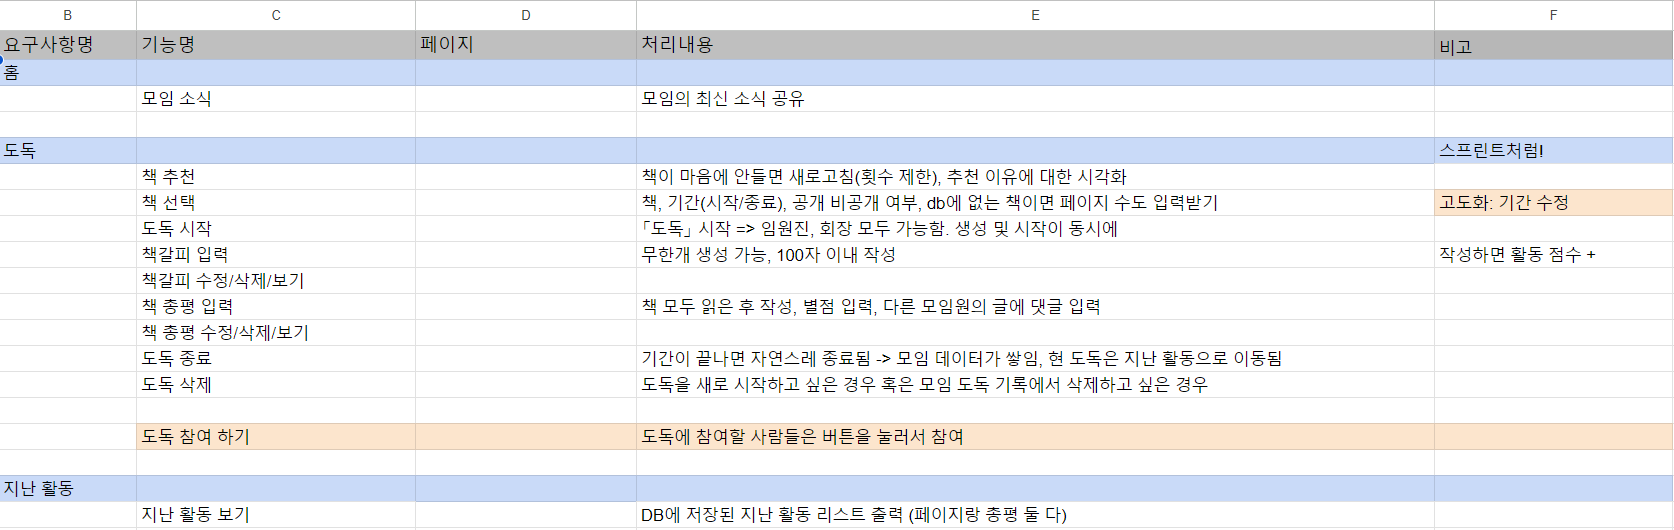 B C D E F
요구사항명 기능명 페이지 처리내용 비고
홈
모임 소식 모임의 최신 소식 공유
도독 스프린트처럼!
책 추천 책이 마음에 안들면 새로고침(횟수 제한), 추천 이유에 대한 시각화
책 선택 책, 기간(시작/종료), 공개 비공개 여부, db에 없는 책이면 페이지 수도 입력받기 고도화: 기간 수정
도독 시작 「도독」 시작 => 임원진, 회장 모두 가능함. 생성 및 시작이 동시에
책갈피 입력 무한개 생성 가능, 100자 이내 작성 작성하면 활동 점수 +
책갈피 수정/삭제/보기
책 총평 입력 책 모두 읽은 후 작성, 별점 입력, 다른 모임원의 글에 댓글 입력
책 총평 수정/삭제/보기
도독 종료 기간이 끝나면 자연스레 종료됨 -> 모임 데이터가 쌓임, 현 도독은 지난 활동으로 이동됨
도독 삭제 도독을 새로 시작하고 싶은 경우 혹은 모임 도독 기록에서 삭제하고 싶은 경우
도독 참여 하기 도독에 참여할 사람들은 버튼을 눌러서 참여
지난 활동
지난 활동 보기 DB에 저장된 지난 활동 리스트 출력 (페이지랑 총평 둘 다)